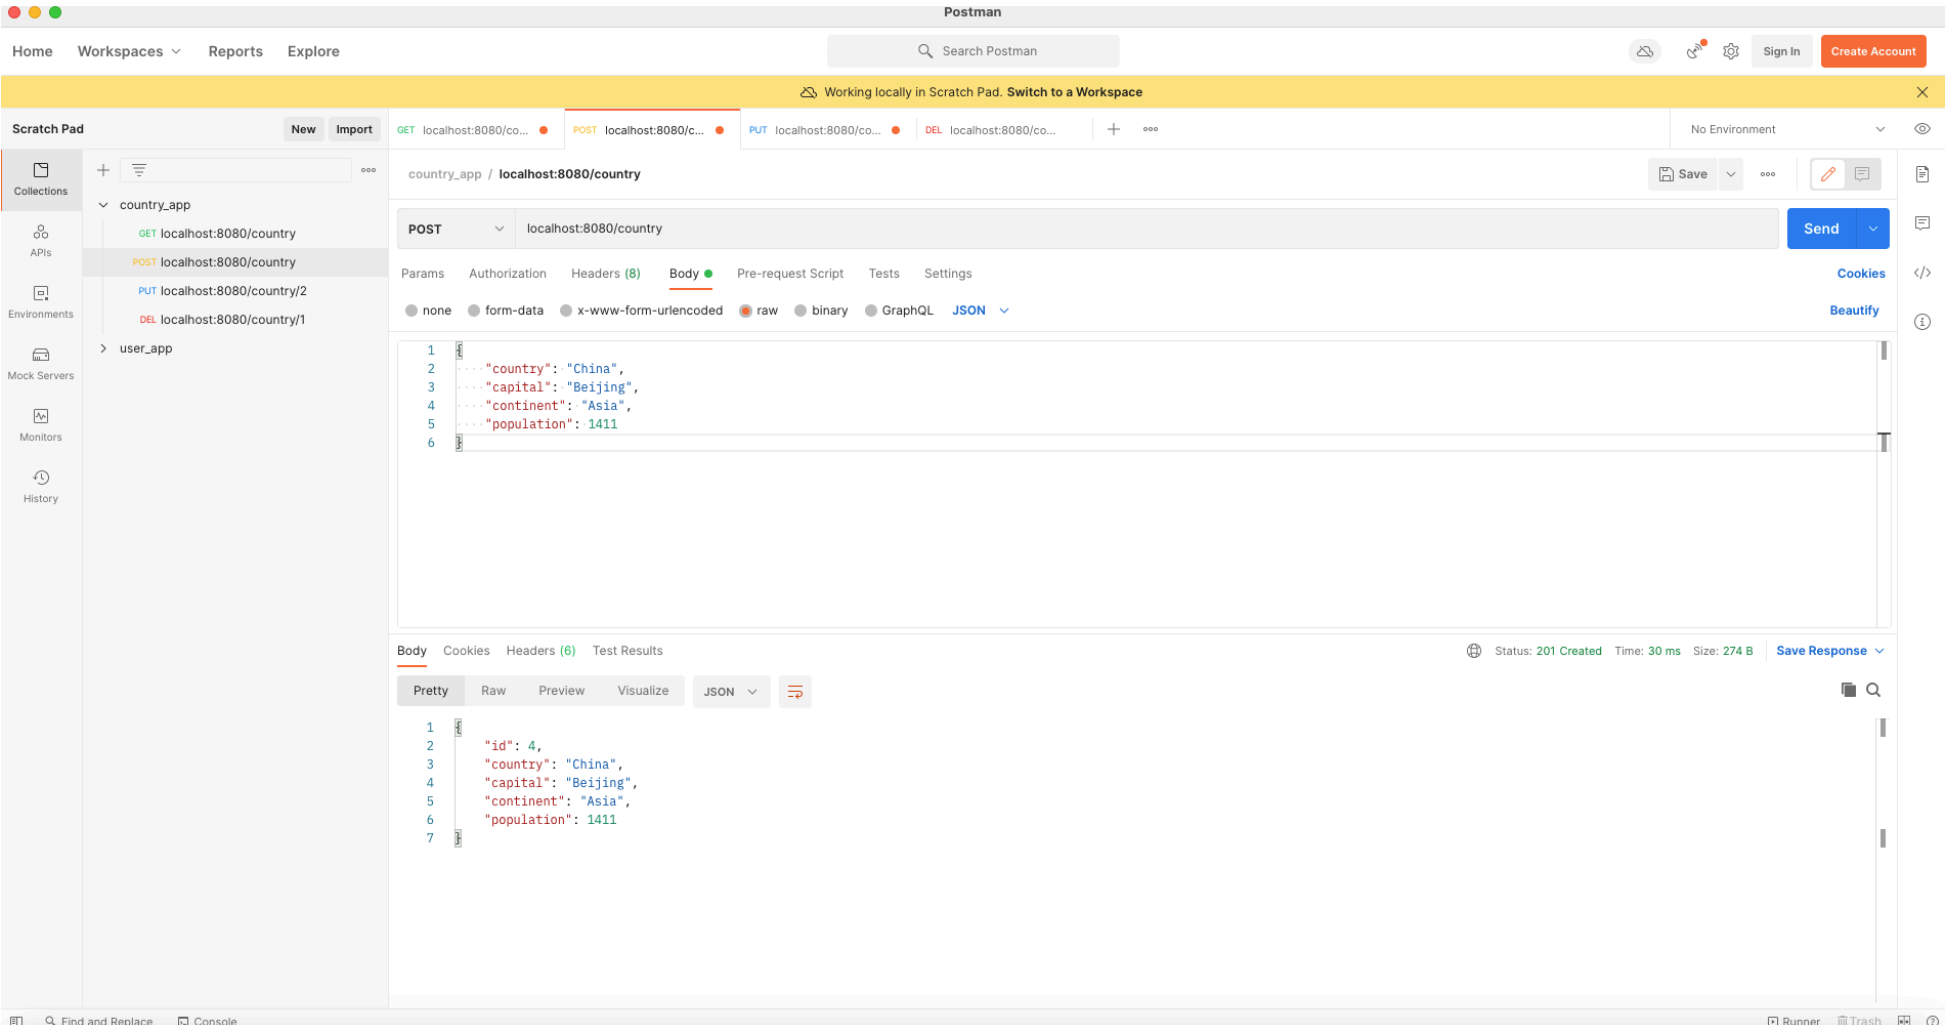 Postman
Home Workspaces Reports Explore
Search Postman
Sign In Create Account
Working locally in Scratch Pad. Switch to a Workspace
Scratch Pad New Import
GET localhost:8080/co... POST localhost:8080/c... PUT localhost:8080/co... DEL localhost:8080/co...
No Environment
Collections
APIs
Environments
Mock Servers
Monitors
History
country_app
GET localhost:8080/country
POST localhost:8080/country
PUT localhost:8080/country/2
DEL localhost:8080/country/1
user_app
country_app / localhost:8080/country
Save
POST localhost:8080/country
Send
Params Authorization Headers (8) Body Pre-request Script Tests Settings Cookies
none form-data x-www-form-urlencoded raw binary GraphQL JSON Beautify
1 {
2 "country": "China",
3 "capital": "Beijing",
4 "continent": "Asia",
5 "population": 1411
6 }
Body Cookies Headers (6) Test Results
Status: 201 Created Time: 30 ms Size: 274 B Save Response
Pretty Raw Preview Visualize JSON
1 {
2 "id": 4,
3 "country": "China",
4 "capital": "Beijing",
5 "continent": "Asia",
6 "population": 1411
7 }
Find and Replace Console
Runner Trash